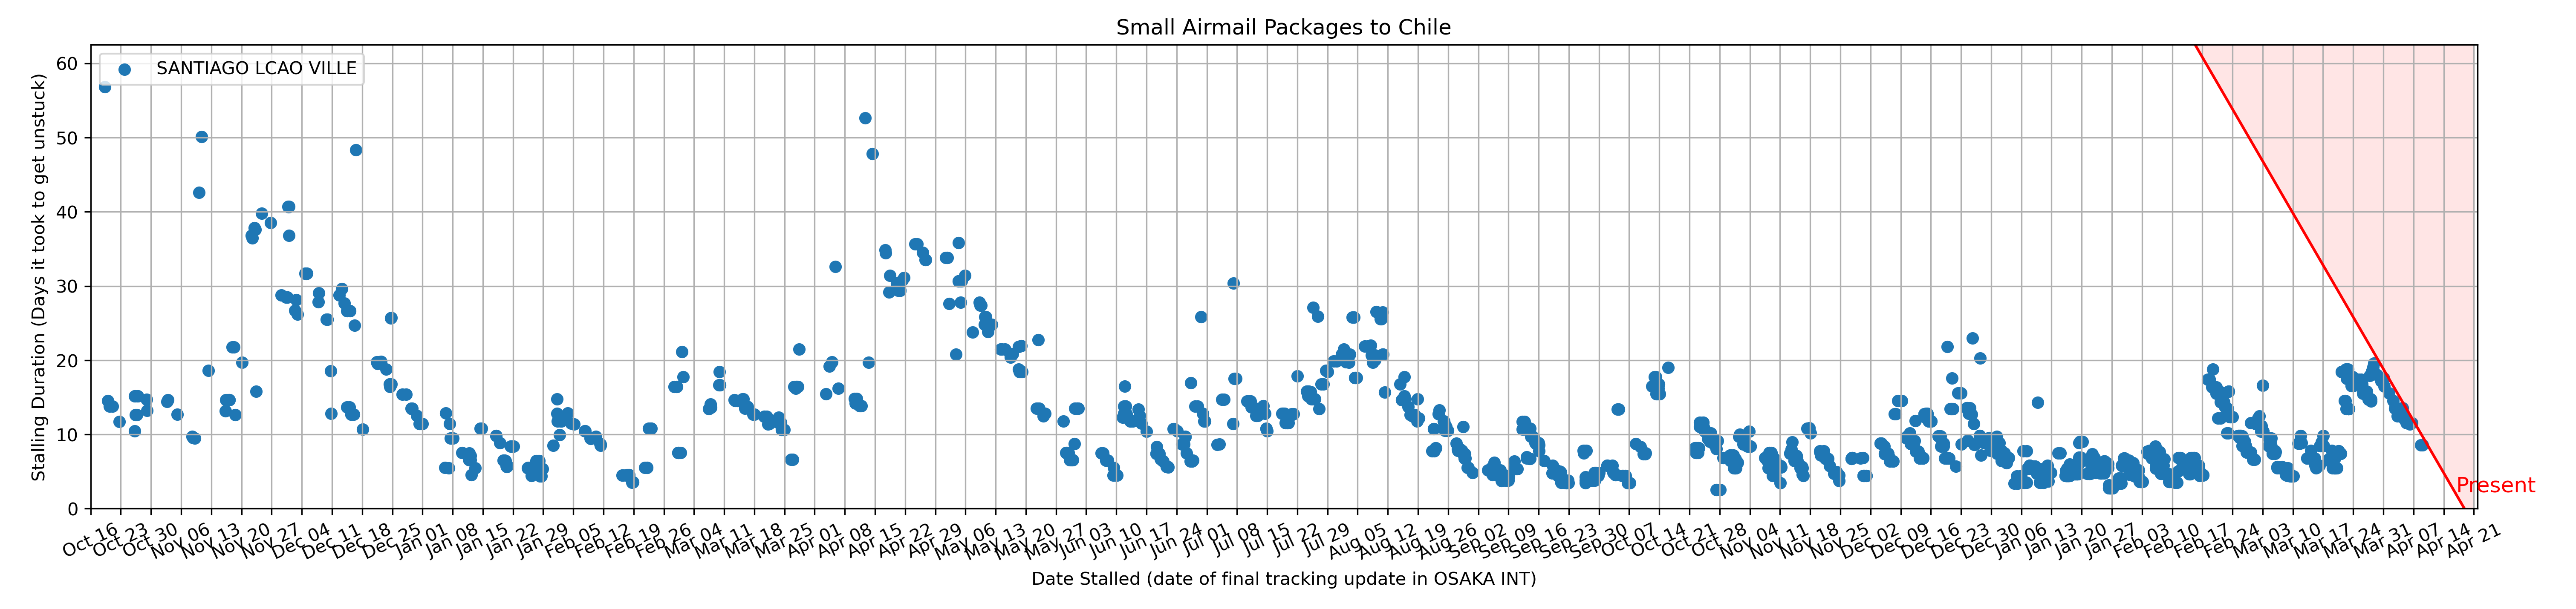 Small Airmail Packages to Chile
SANTIAGO LCAO VILLE
Stalling Duration (Days it took to get unstuck)
60
50
40
30
20
10
0
Present
Oct 16 Oct 23 Oct 30 Nov 06 Nov 13 Nov 20 Nov 27 Dec 04 Dec 11 Dec 18 Dec 25 Jan 01 Jan 08 Jan 15 Jan 22 Jan 29 Feb 05 Feb 12 Feb 19 Feb 26 Mar 04 Mar 11 Mar 18 Mar 25 Apr 01 Apr 08 Apr 15 Apr 22 Apr 29 May 06 May 13 May 20 May 27 Jun 03 Jun 10 Jun 17 Jun 24 Jul 01 Jul 08 Jul 15 Jul 22 Jul 29 Aug 05 Aug 12 Aug 19 Aug 26 Sep 02 Sep 09 Sep 16 Sep 23 Sep 30 Oct 07 Oct 14 Oct 21 Oct 28 Nov 04 Nov 11 Nov 18 Nov 25 Dec 02 Dec 09 Dec 16 Dec 23 Dec 30 Jan 06 Jan 13 Jan 20 Jan 27 Feb 03 Feb 10 Feb 17 Feb 24 Mar 03 Mar 10 Mar 17 Mar 24 Mar 31 Apr 07 Apr 14 Apr 21
Date Stalled (date of final tracking update in OSAKA INT)